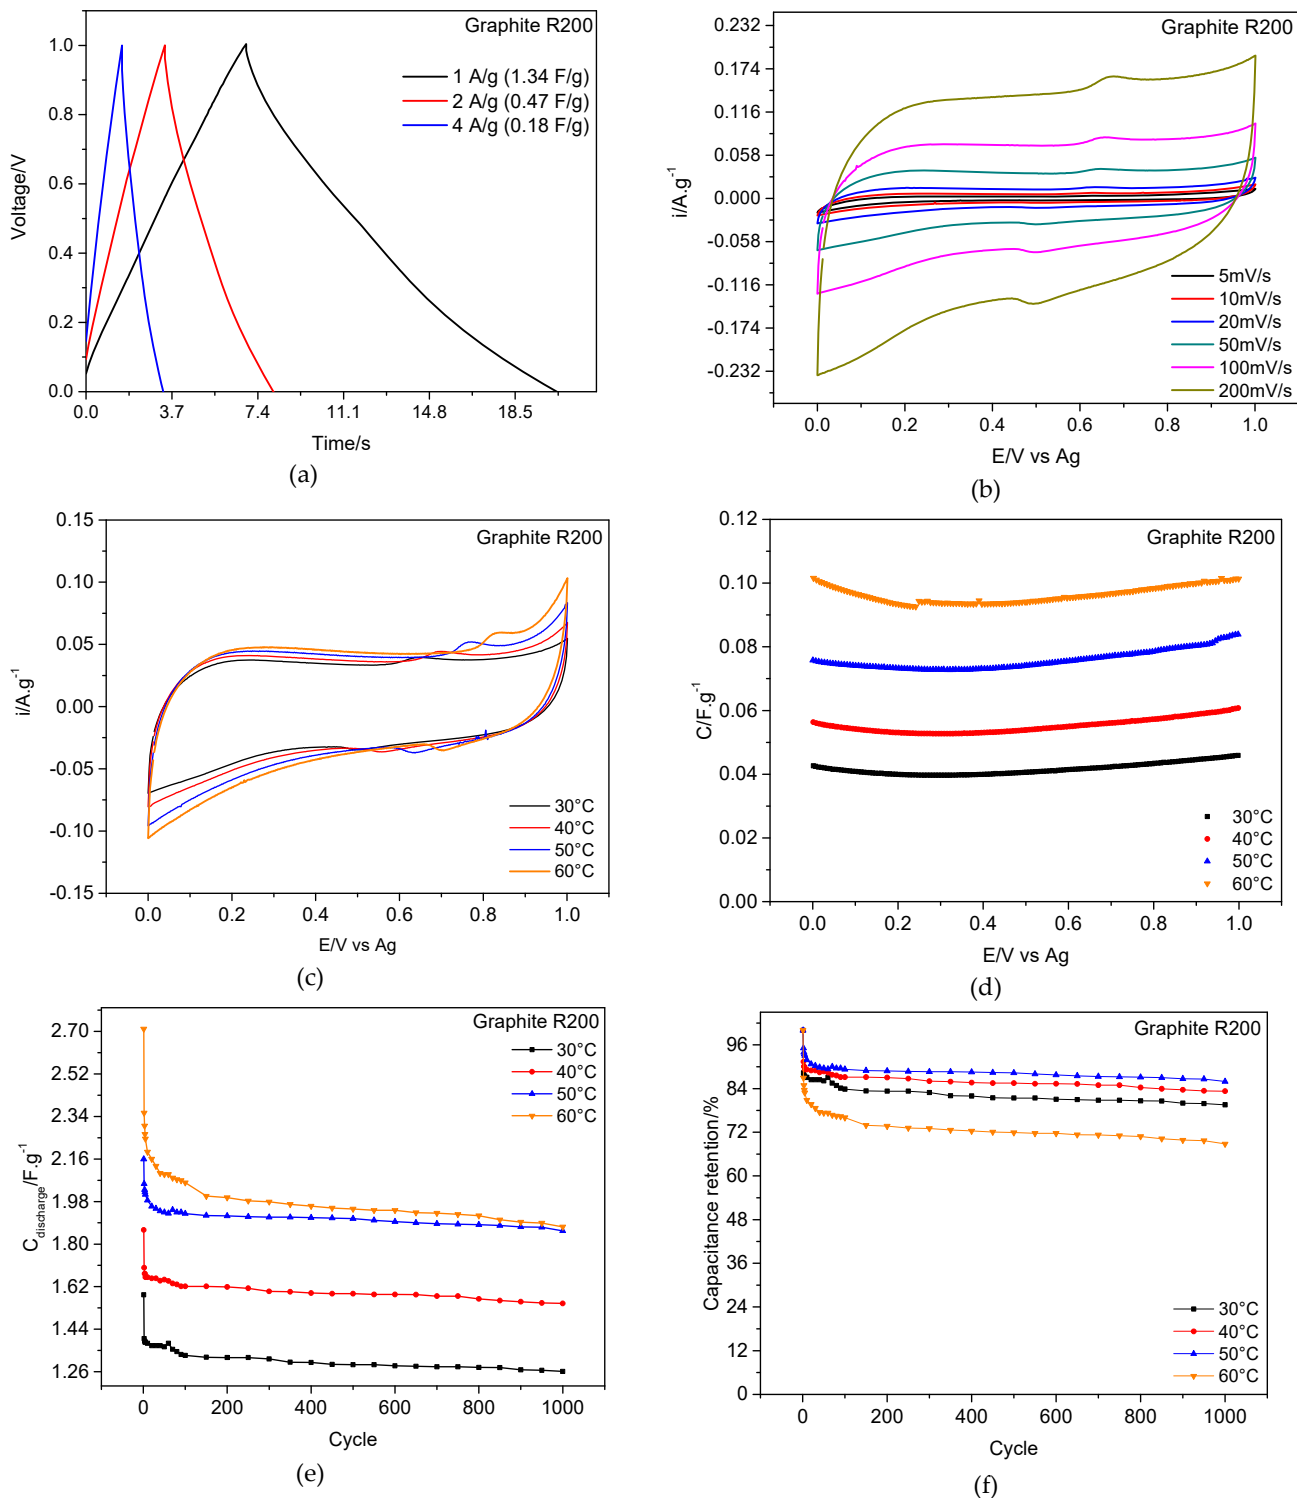 Graphite R200
1 A/g (1.34 F/g)
2 A/g (0.47 F/g)
4 A/g (0.18 F/g)
1.0
0.8
0.6
0.4
0.2
0.0
Voltage/V
0.0 3.7 7.4 11.1 14.8 18.5
Time/s
(a)
Graphite R200
0.232
0.174
0.116
0.058
0.000
-0.058
-0.116
-0.174
-0.232
i/A.g-1
5mV/s
10mV/s
20mV/s
50mV/s
100mV/s
200mV/s
0.0 0.2 0.4 0.6 0.8 1.0
E/V vs Ag
(b)
Graphite R200
0.15
0.10
0.05
0.00
-0.05
-0.10
-0.15
i/A.g-1
30°C
40°C
50°C
60°C
0.0 0.2 0.4 0.6 0.8 1.0
E/V vs Ag
(c)
Graphite R200
0.12
0.10
0.08
0.06
0.04
0.02
0.00
C/F.g-1
30°C
40°C
50°C
60°C
0.0 0.2 0.4 0.6 0.8 1.0
E/V vs Ag
(d)
Graphite R200
30°C
40°C
50°C
60°C
2.70
2.52
2.34
2.16
1.98
1.80
1.62
1.44
1.26
Cdischarge/F.g-1
0 200 400 600 800 1000
Cycle
(e)
Graphite R200
96
84
72
60
48
36
24
12
0
Capacitance retention/%
30°C
40°C
50°C
60°C
0 200 400 600 800 1000
Cycle
(f)